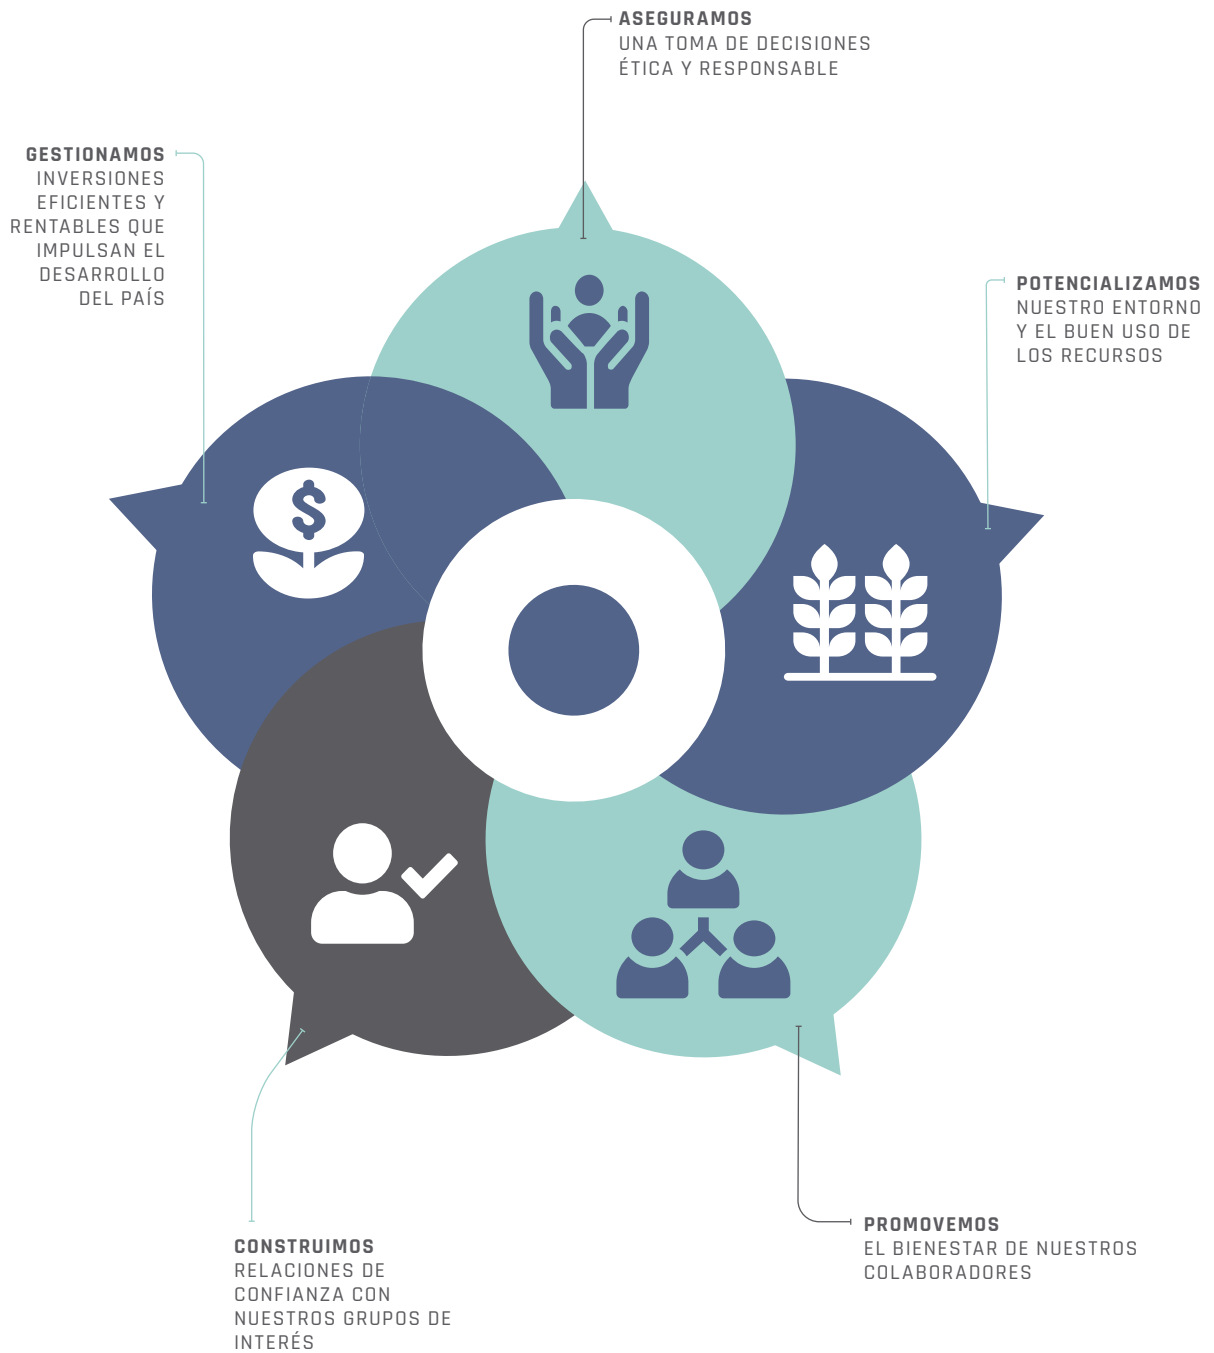 ASEGURAMOS
UNA TOMA DE DECISIONES
ÉTICA Y RESPONSABLE
GESTIONAMOS
INVERSIONES
EFICIENTES Y
RENTABLES QUE
IMPULSAN EL
DESARROLLO
DEL PAÍS
POTENCIALIZAMOS
NUESTRO ENTORNO
Y EL BUEN USO DE
LOS RECURSOS
$
PROMOVEMOS
EL BIENESTAR DE NUESTROS
COLABORADORES
CONSTRUIMOS
RELACIONES DE
CONFIANZA CON
NUESTROS GRUPOS DE
INTERÉS